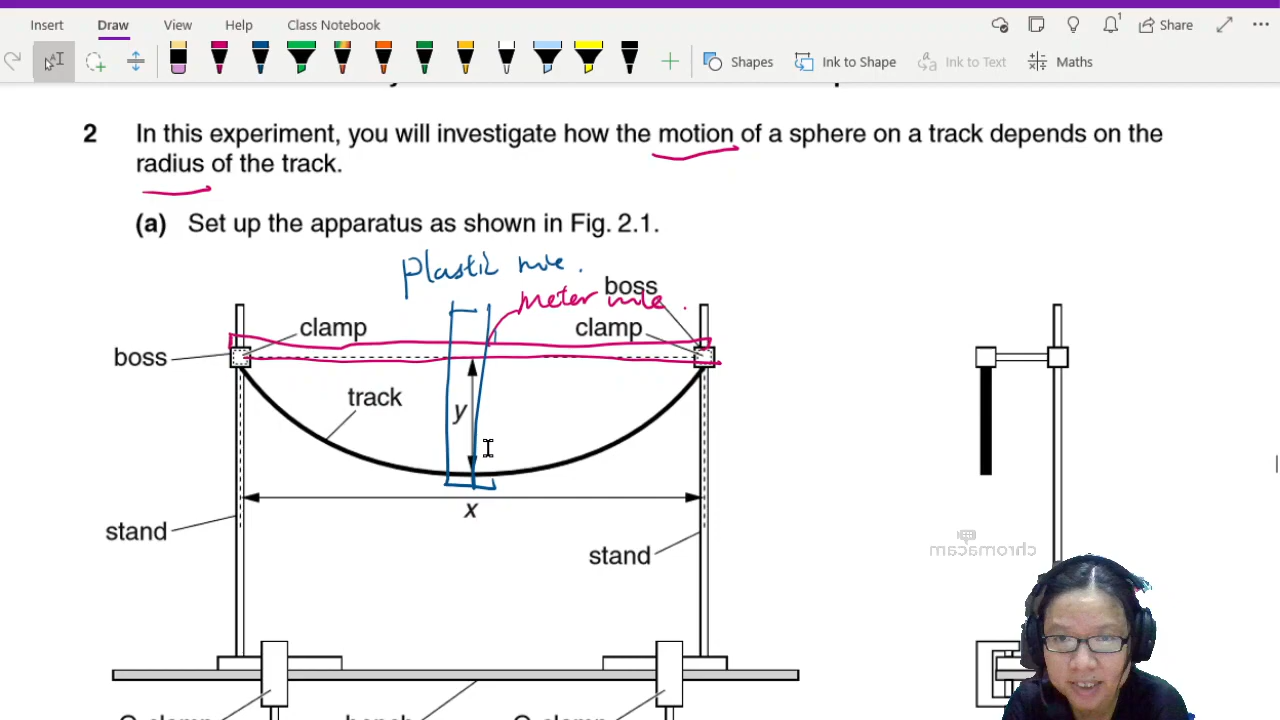 Insert Draw View Help Class Notebook 1 Share
Shapes Ink to Shape Ink to Text Maths
2 In this experiment, you will investigate how the motion of a sphere on a track depends on the
radius of the track.
(a) Set up the apparatus as shown in Fig. 2.1.
plastic rule.
boss
meter rule.
clamp clamp
boss
track
y
x
stand
stand
chromacam